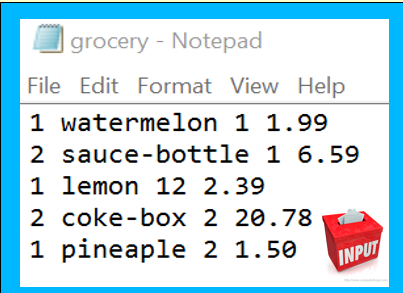 grocery - Notepad
File Edit Format View Help
1 watermelon 1 1.99
2 sauce-bottle 1 6.59
1 lemon 12 2.39
2 coke-box 2 20.78
1 pineaple 2 1.50
INPUT